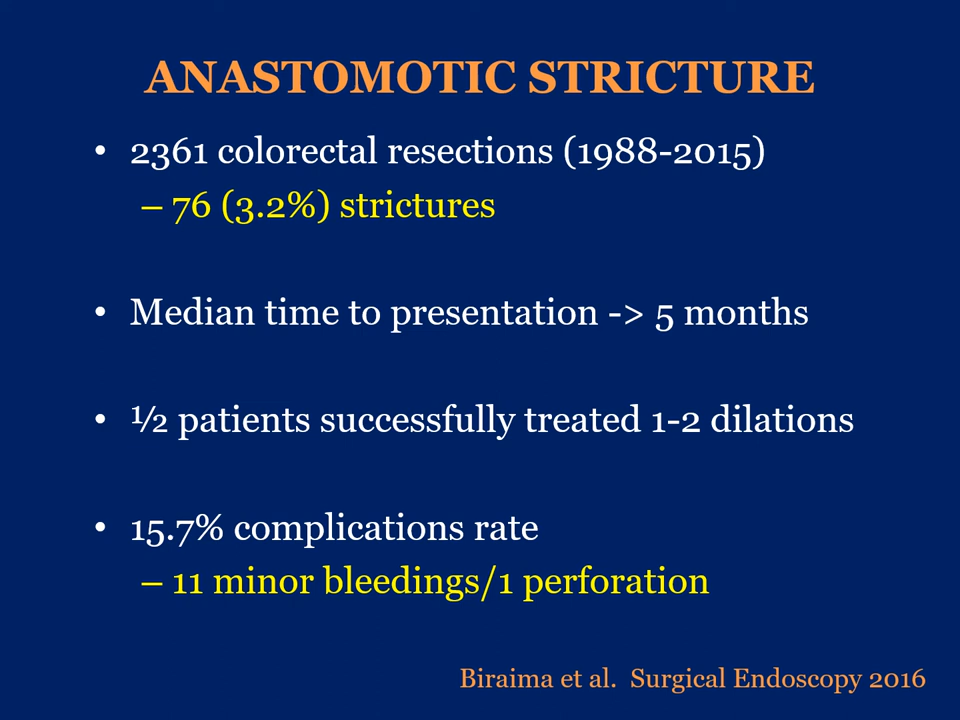 ANASTOMOTIC STRICTURE
• 2361 colorectal resections (1988-2015)
– 76 (3.2%) strictures
• Median time to presentation -> 5 months
• ½ patients successfully treated 1-2 dilations
• 15.7% complications rate
– 11 minor bleedings/1 perforation
Biraima et al. Surgical Endoscopy 2016